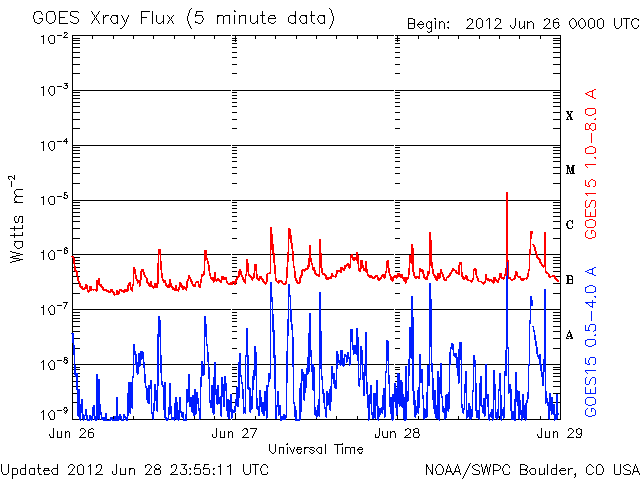 GOES Xray Flux (5 minute data)
Begin: 2012 Jun 26 0000 UTC
10-2
10-3
10-4
10-5
10-6
10-7
10-8
10-9
Watts m-2
X
M
C
B
A
GOES15 1.0-8.0 A
GOES15 0.5-4.0 A
Jun 26
Jun 27
Jun 28
Jun 29
Universal Time
Updated 2012 Jun 28 23:55:11 UTC
NOAA/SWPC Boulder, CO USA